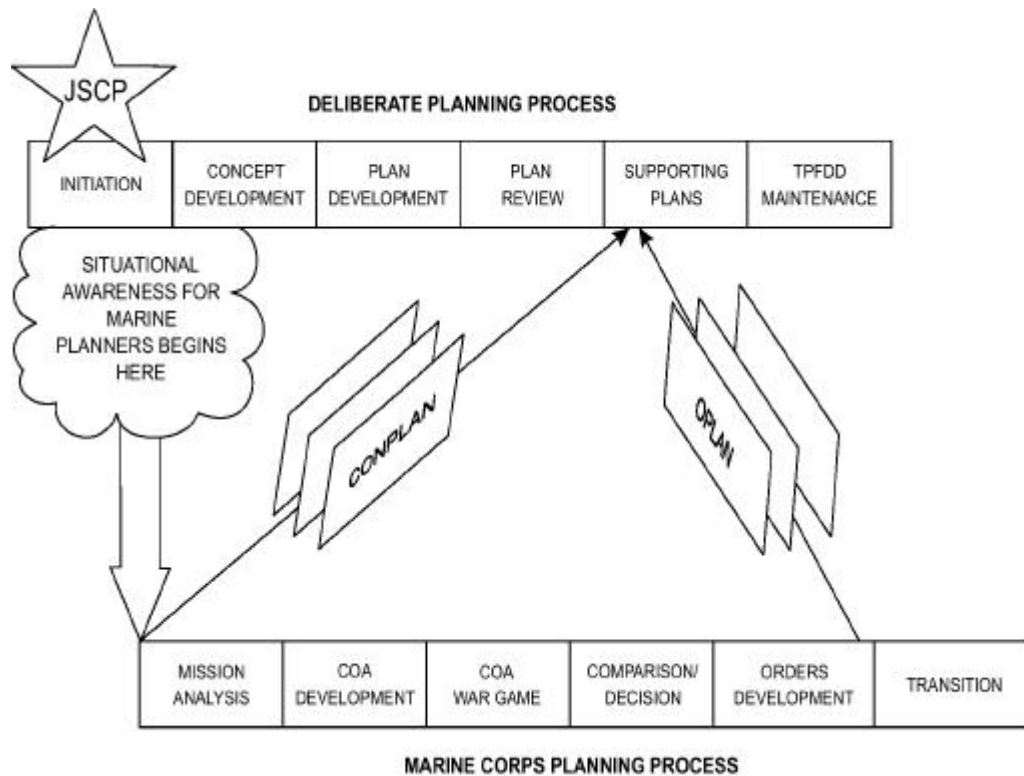 JSCP
DELIBERATE PLANNING PROCESS
INITIATION
CONCEPT
DEVELOPMENT
PLAN
DEVELOPMENT
PLAN
REVIEW
SUPPORTING
PLANS
TPFDD
MAINTENANCE
SITUATIONAL
AWARENESS FOR
MARINE
PLANNERS BEGINS
HERE
CONPLAN
OPLAN
MISSION
ANALYSIS
COA
DEVELOPMENT
COA
WAR GAME
COMPARISON/
DECISION
ORDERS
DEVELOPMENT
TRANSITION
MARINE CORPS PLANNING PROCESS